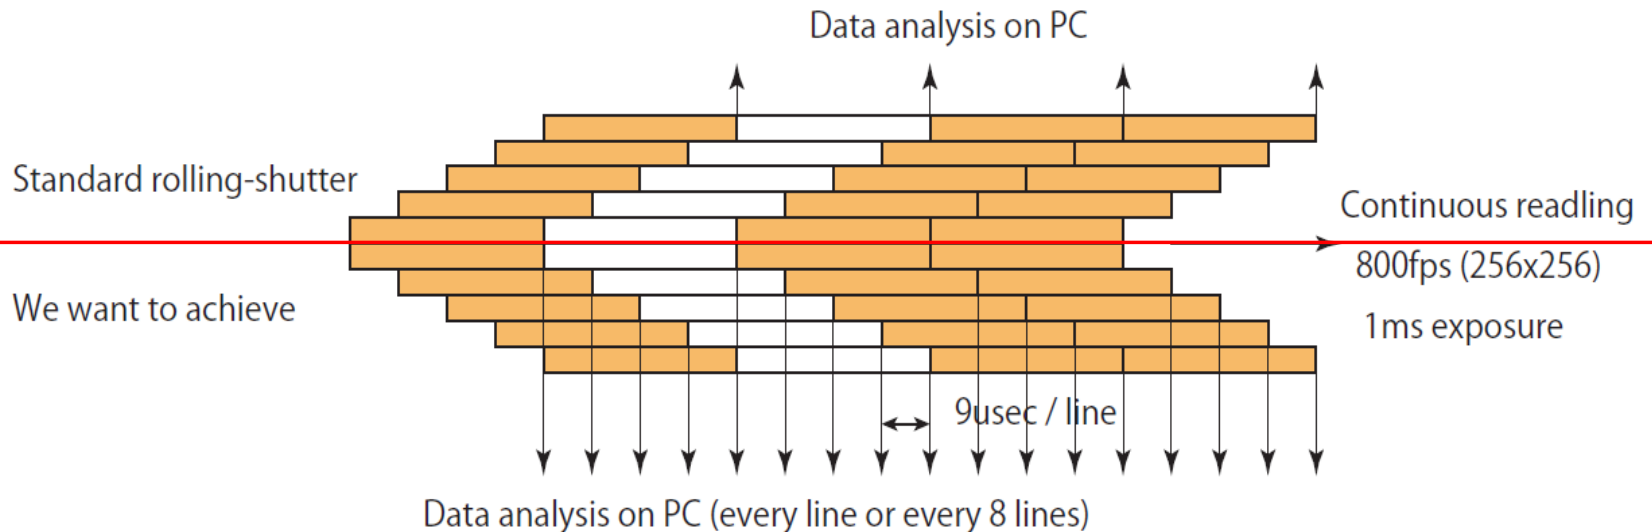 Data analysis on PC
Standard rolling-shutter
Continuous readling
800fps (256x256)
We want to achieve
1ms exposure
9usec / line
Data analysis on PC (every line or every 8 lines)